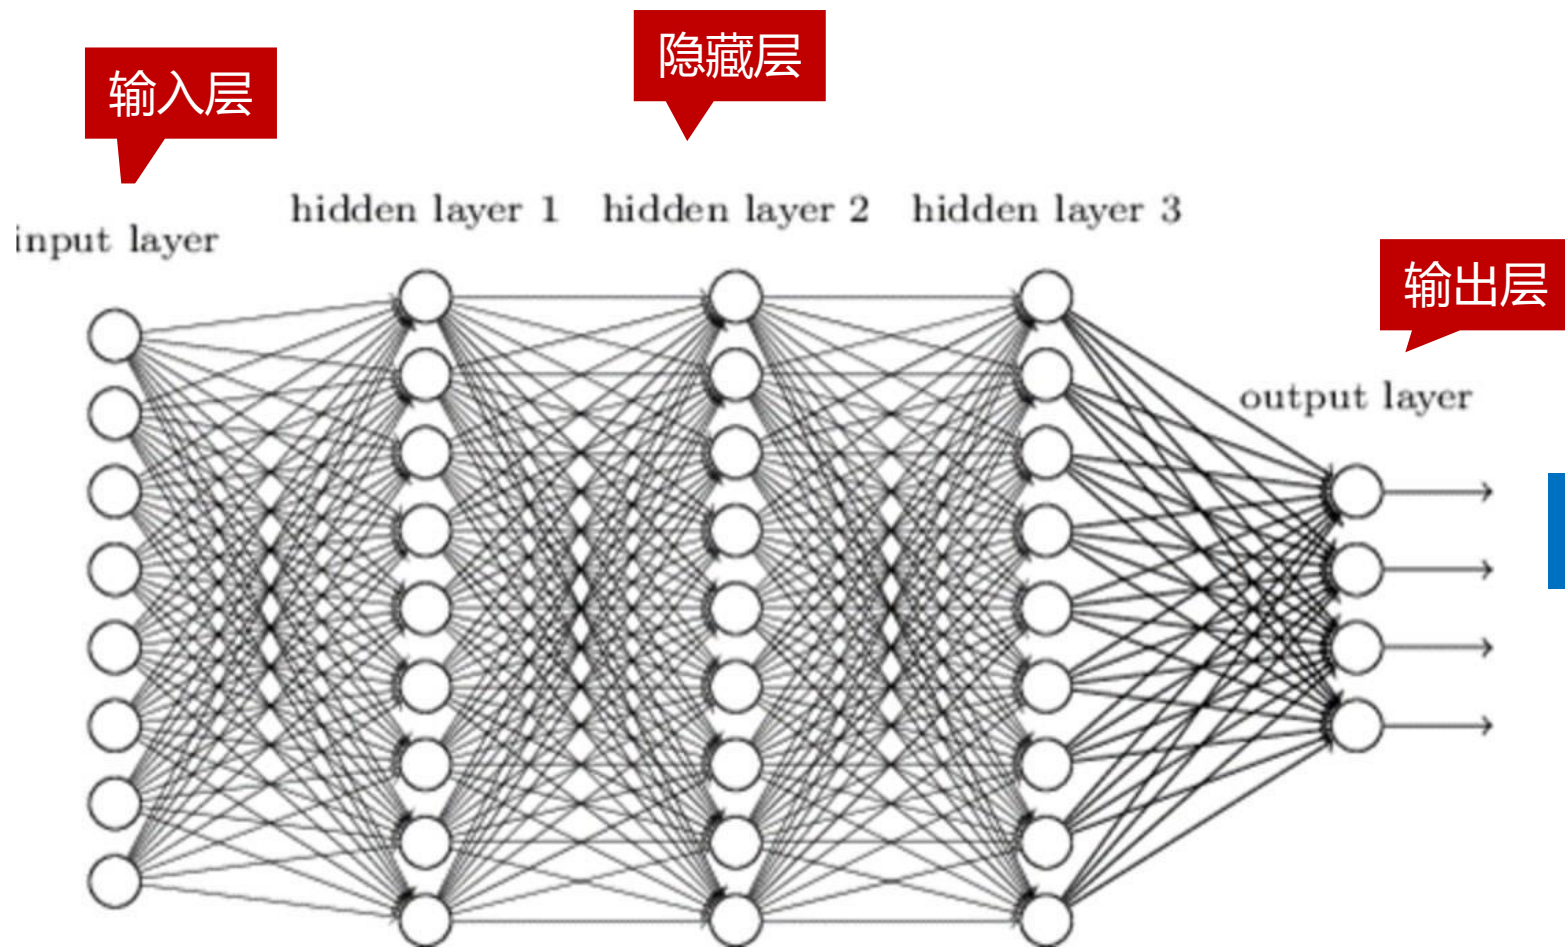 隐藏层
输入层
hidden layer 1
hidden layer 2
hidden layer 3
input layer
输出层
output layer